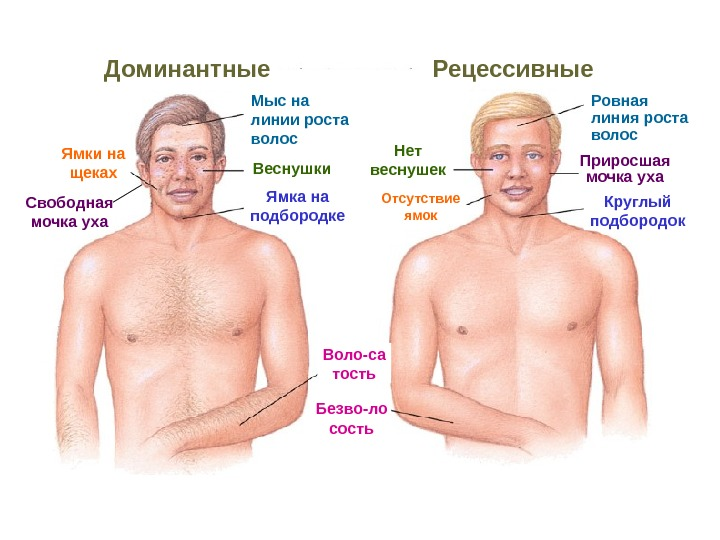 Доминантные
Рецессивные
Мыс на
линии роста
волос
Ямки на
щеках
Веснушки
Свободная
мочка уха
Ямка на
подбородке
Ровная
линия роста
волос
Нет
веснушек
Приросшая
мочка уха
Отсутствие
ямок
Круглый
подбородок
Воло-са
тость
Безво-ло
сость